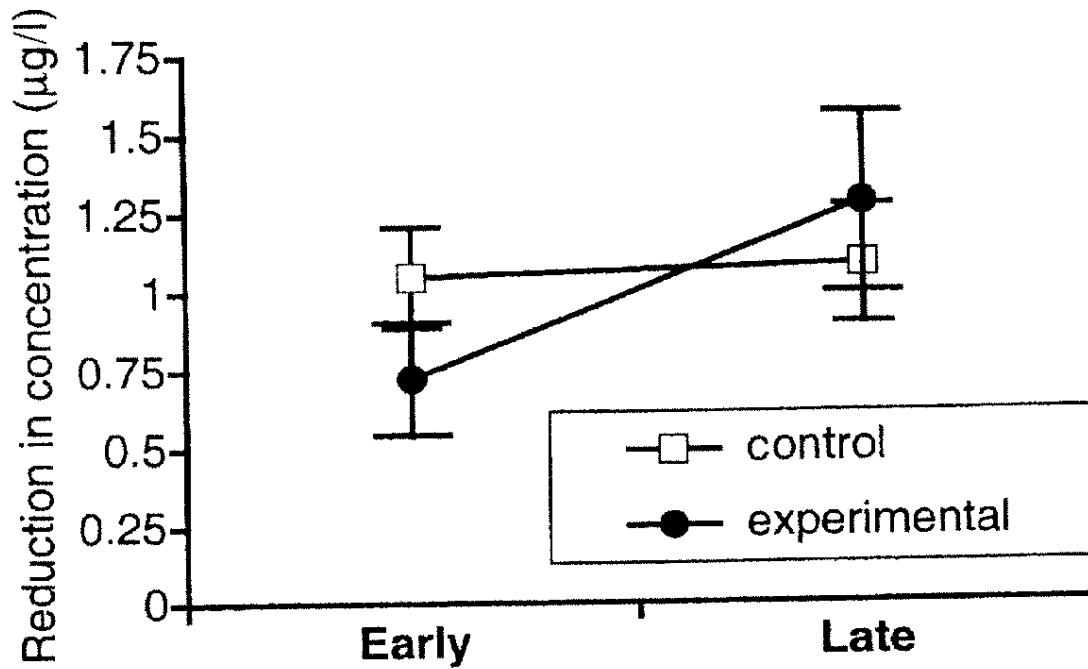 Reduction in concentration (µg/l)
1.75
1.5
1.25
1
0.75
0.5
0.25
0
Early
Late
control
experimental